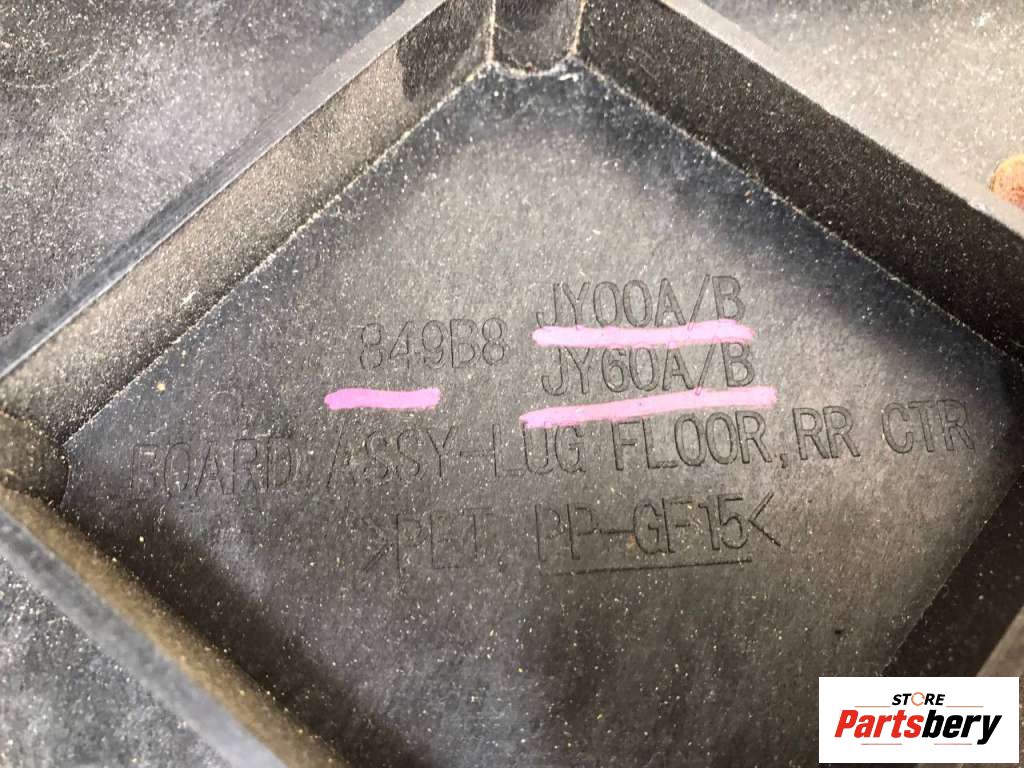 JY00A/B
849B8
JY60A/B
BOARD ASSY-LUG FLOOR, RR CTR
>PET PP-GF15<
STORE
Partsbery